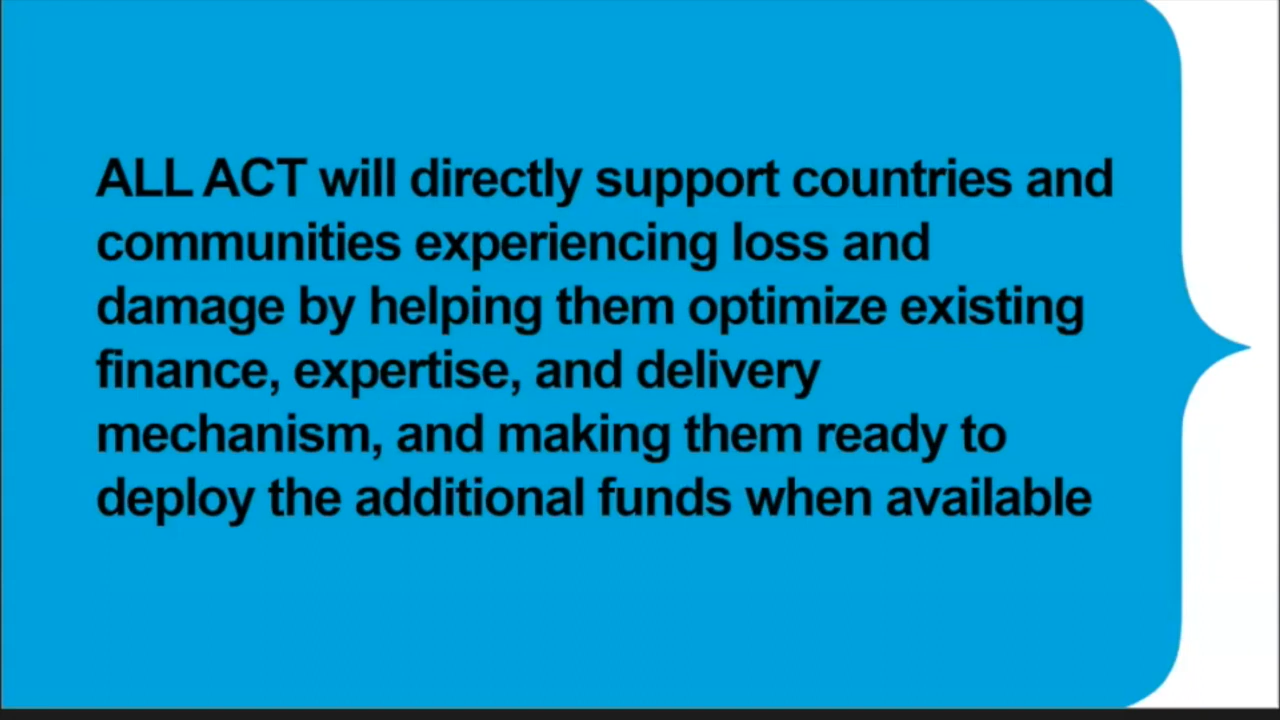 ALL ACT will directly support countries and
communities experiencing loss and
damage by helping them optimize existing
finance, expertise, and delivery
mechanism, and making them ready to
deploy the additional funds when available